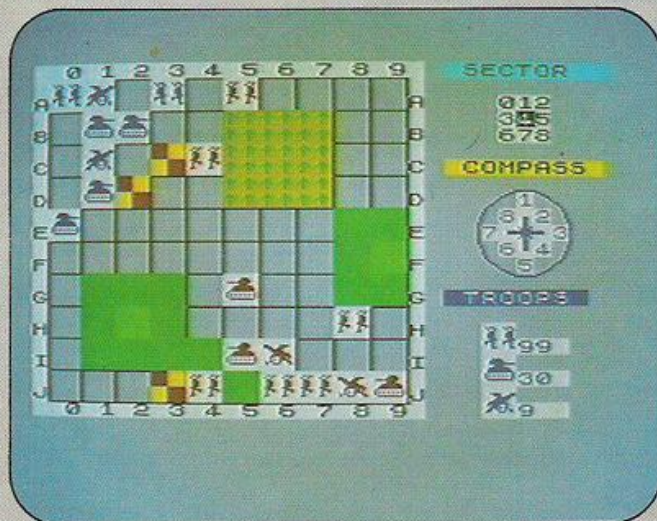 0 1 2 3 4 5 6 7 8 9
A A
B B
C C
D D
E E
F F
G G
H H
I I
J J
0 1 2 3 4 5 6 7 8 9
SECTOR
012
345
678
COMPASS
1
8 2
7 3
6 4
5
TROOPS
99
30
9